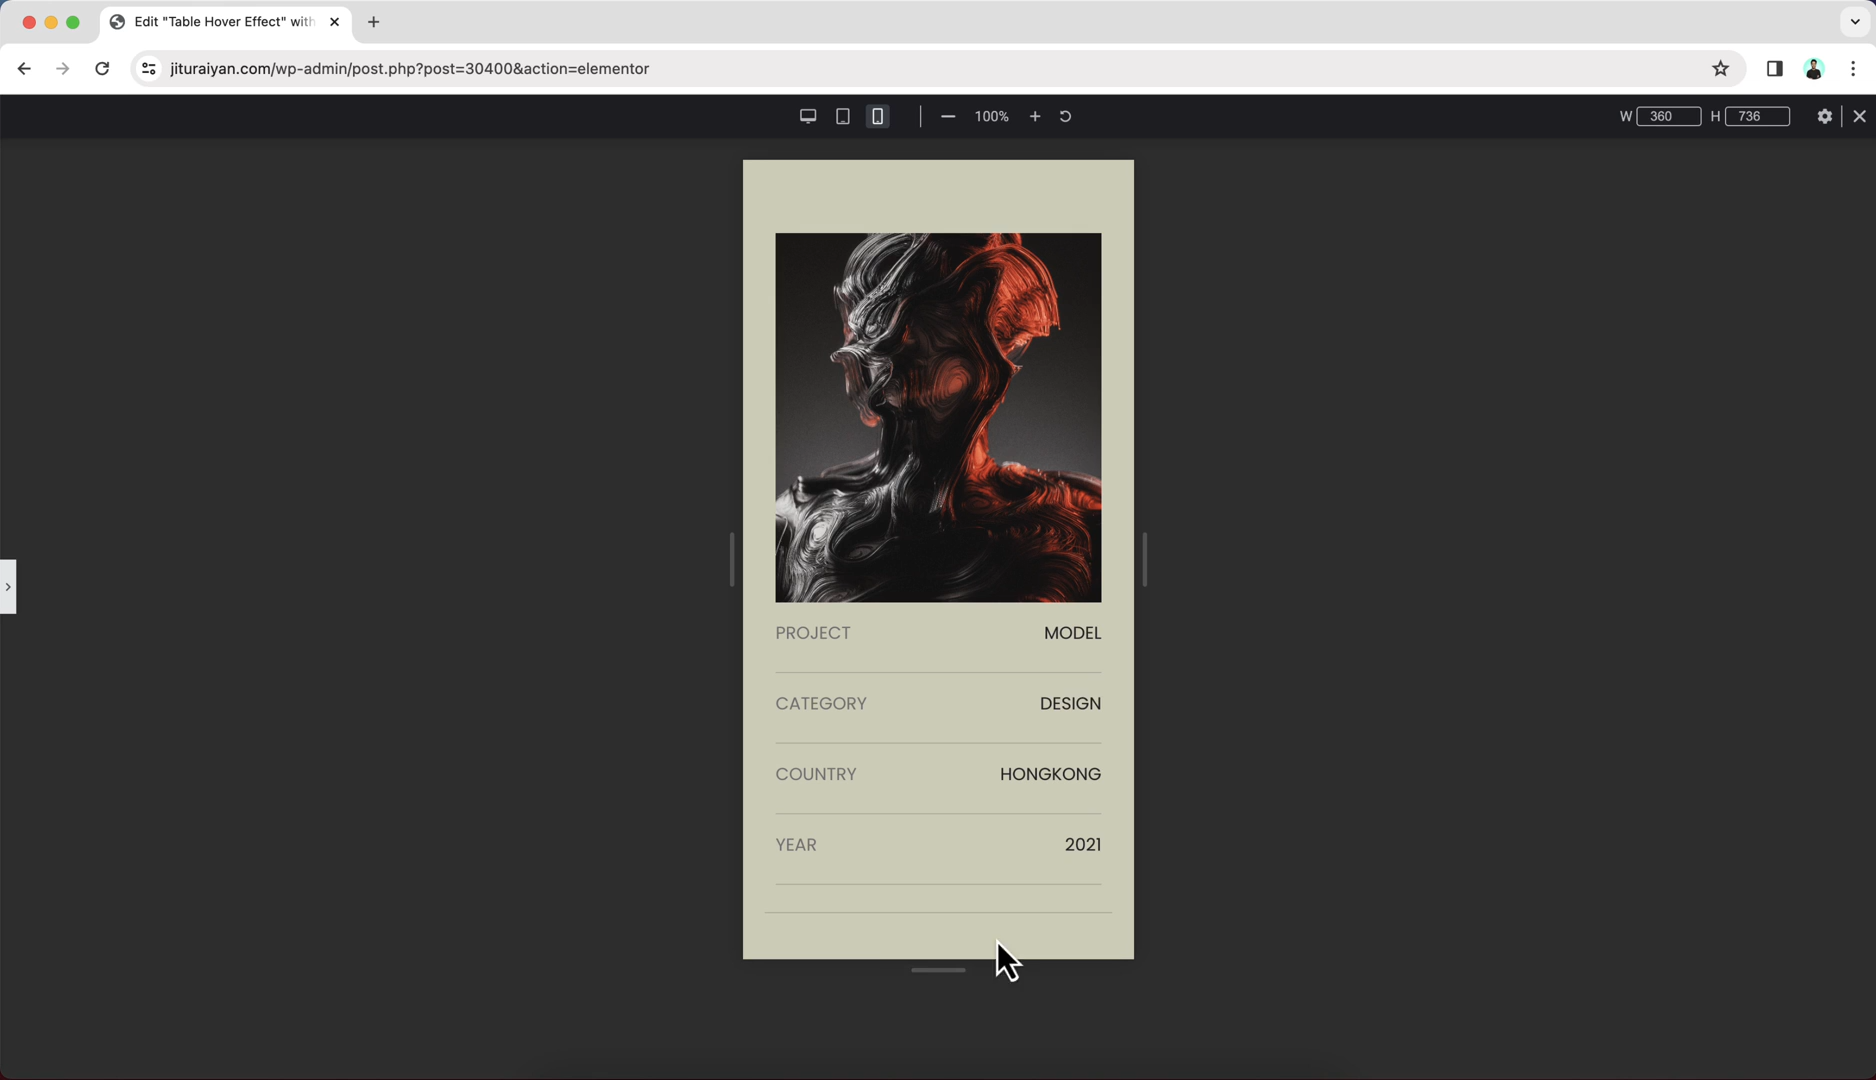 Edit "Table Hover Effect" with
jituraiyan.com/wp-admin/post.php?post=30400&action=elementor
100% W 360 H 736
PROJECT MODEL
CATEGORY DESIGN
COUNTRY HONGKONG
YEAR 2021